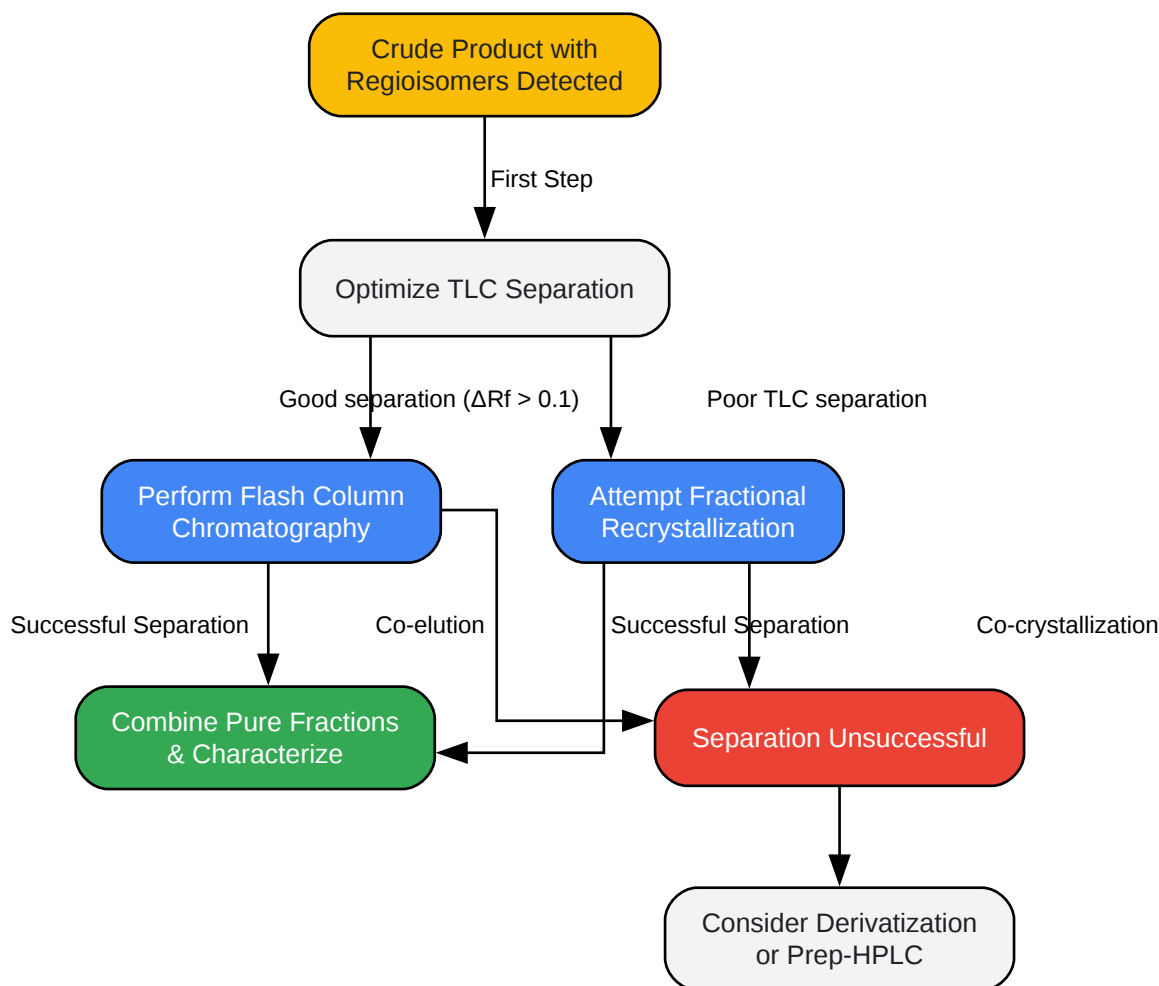 Crude Product with
Regioisomers Detected
First Step
Optimize TLC Separation
Good separation (ΔRf > 0.1)
Poor TLC separation
Perform Flash Column
Chromatography
Attempt Fractional
Recrystallization
Successful Separation
Co-elution
Successful Separation
Co-crystallization
Combine Pure Fractions
& Characterize
Separation Unsuccessful
Consider Derivatization
or Prep-HPLC